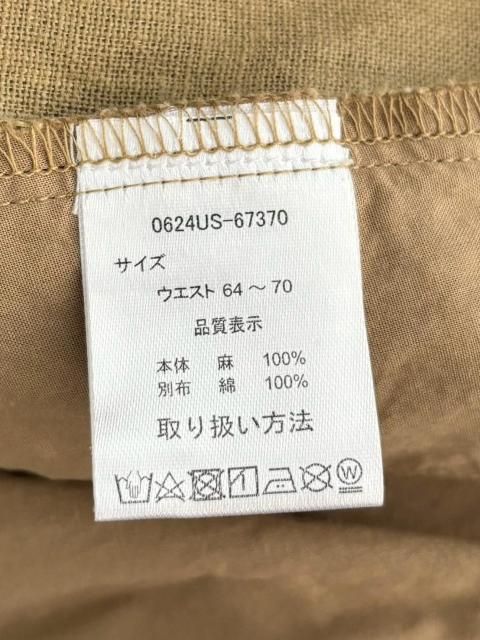 0624US-67370
サイズ
ウエスト 64～70
品質表示
本体 麻 100%
別布 綿 100%
取り扱い方法
W